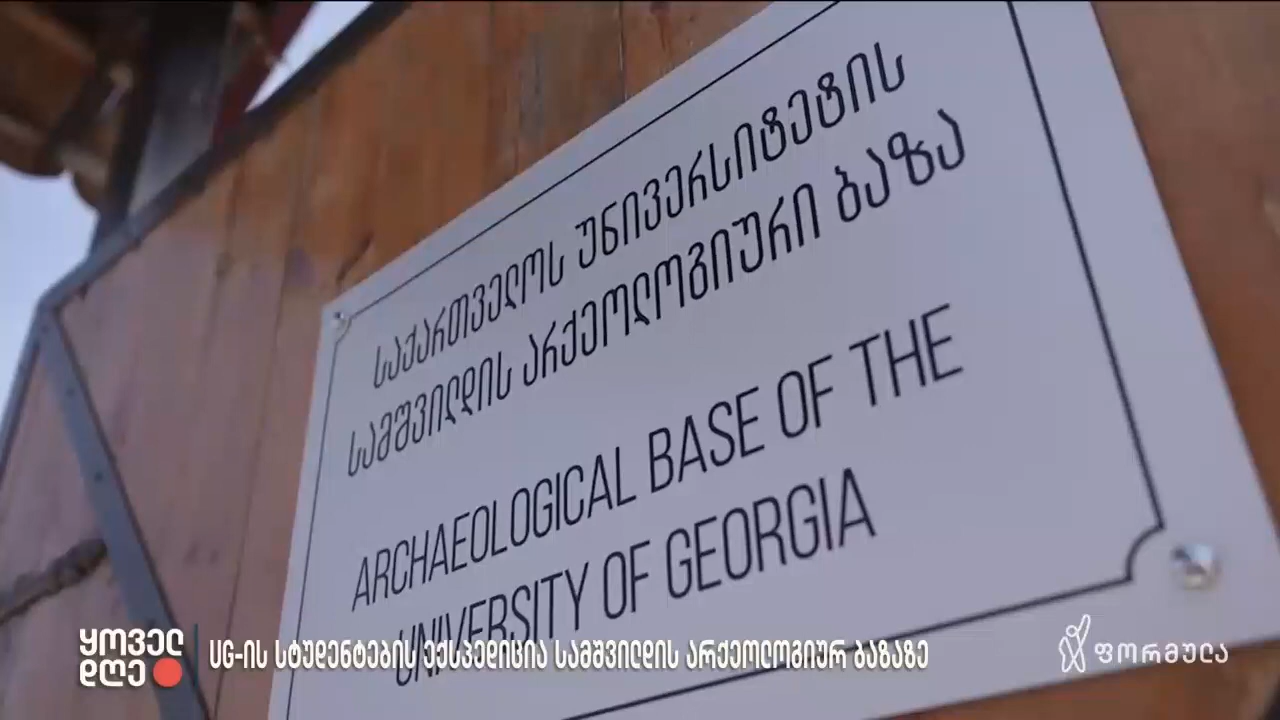 საქართველოს უნივერსიტეტის
სამშვილდის არქეოლოგიური ბაზა
ARCHAEOLOGICAL BASE OF THE
UNIVERSITY OF GEORGIA
ყოველ
დღე
UG-ის სტუდენტების ექსპედიცია სამშვილდის არქეოლოგიურ ბაზაზე
ფორმულა